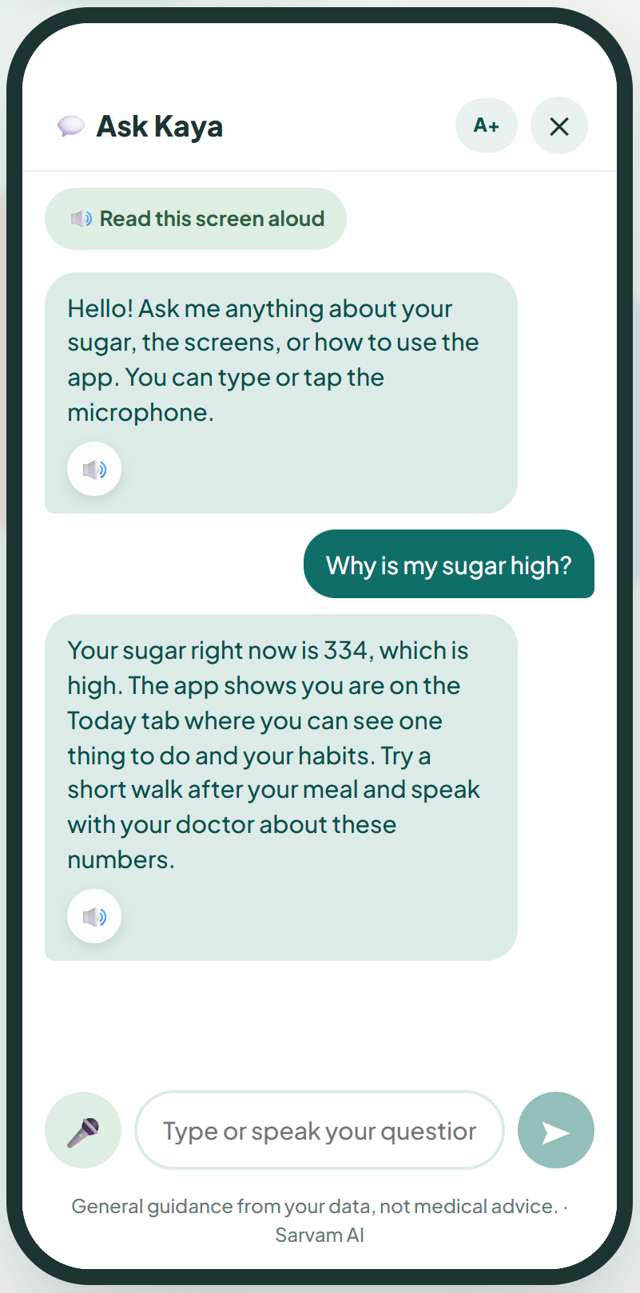 Ask Kaya
A+
Read this screen aloud
Hello! Ask me anything about your
sugar, the screens, or how to use the
app. You can type or tap the
microphone.
Why is my sugar high?
Your sugar right now is 334, which is
high. The app shows you are on the
Today tab where you can see one
thing to do and your habits. Try a
short walk after your meal and speak
with your doctor about these
numbers.
Type or speak your question
General guidance from your data, not medical advice. ·
Sarvam AI